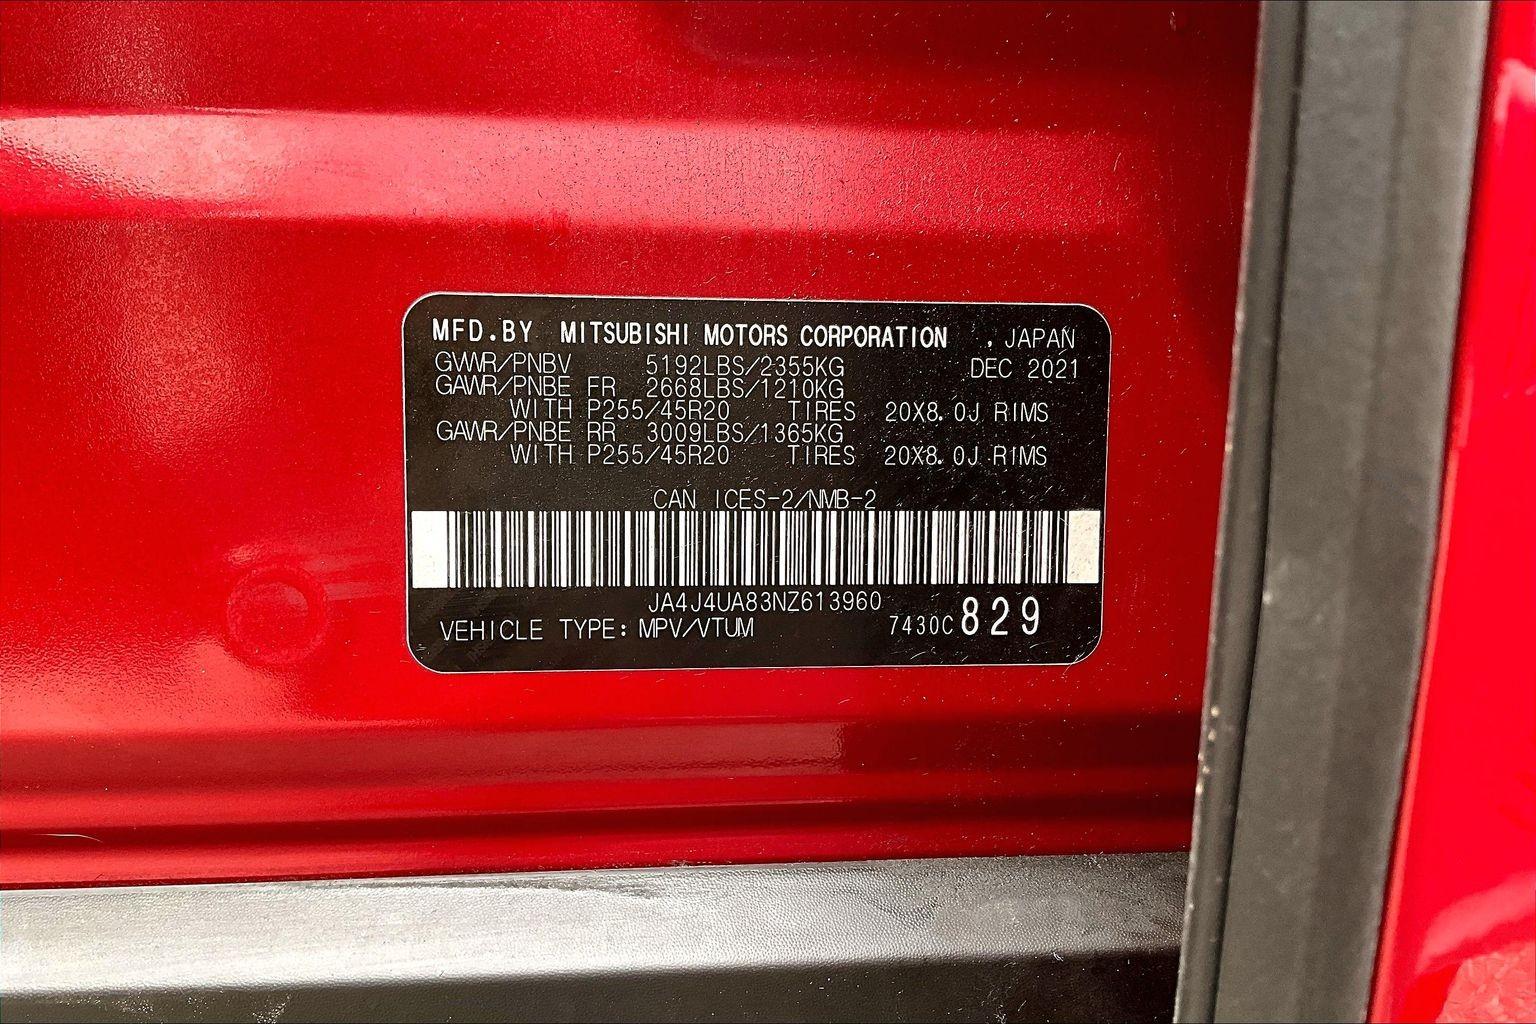 MFD.BY MITSUBISHI MOTORS CORPORATION , JAPAN
GVWR/PNBV 5192LBS/2355KG DEC 2021
GAWR/PNBE FR 2668LBS/1210KG
WITH P255/45R20 TIRES 20X8.0J RIMS
GAWR/PNBE RR 3009LBS/1365KG
WITH P255/45R20 TIRES 20X8.0J RIMS
CAN ICES-2/NMB-2
JA4J4UA83NZ613960
VEHICLE TYPE: MPV/VTUM 7430C829